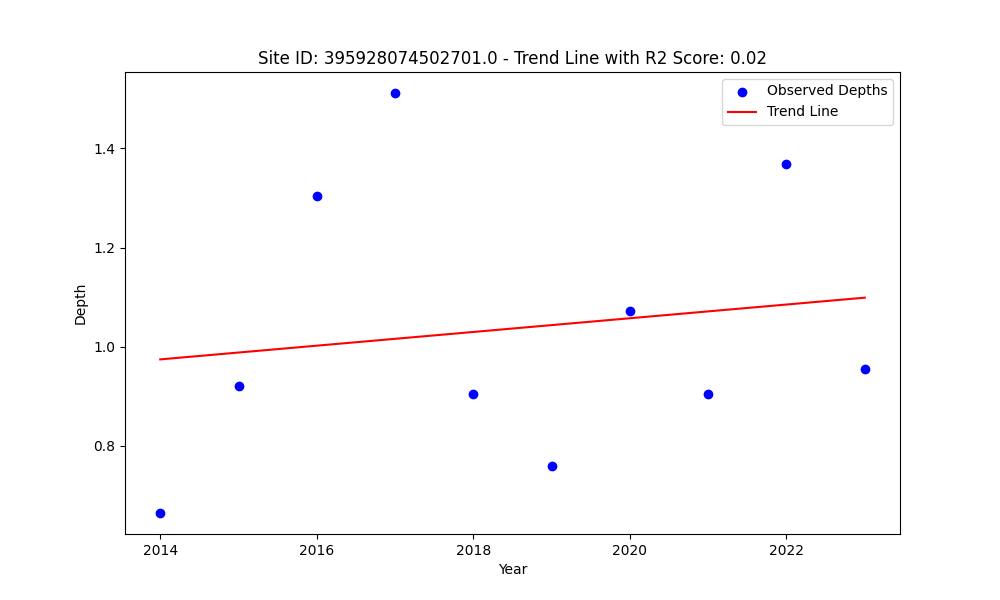 Site ID: 395928074502701.0 - Trend Line with R2 Score: 0.02
Observed Depths
Trend Line
1.4
1.2
1.0
0.8
Depth
2014
2016
2018
2020
2022
Year